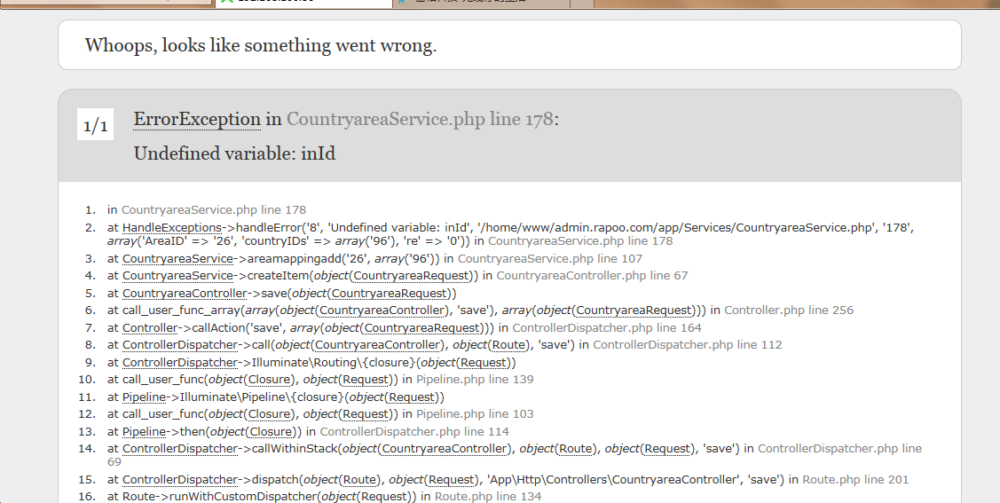 Whoops, looks like something went wrong.
1/1
ErrorException in CountryareaService.php line 178:
Undefined variable: inId
1. in CountryareaService.php line 178
2. at HandleExceptions->handleError('8', 'Undefined variable: inId', '/home/www/admin.rapoo.com/app/Services/CountryareaService.php', '178',
array('AreaID' => '26', 'countryIDs' => array('96'), 're' => '0')) in CountryareaService.php line 178
3. at CountryareaService->areamappingadd('26', array('96')) in CountryareaService.php line 107
4. at CountryareaService->createItem(object(CountryareaRequest)) in CountryareaController.php line 67
5. at CountryareaController->save(object(CountryareaRequest))
6. at call_user_func_array(array(object(CountryareaController), 'save'), array(object(CountryareaRequest))) in Controller.php line 256
7. at Controller->callAction('save', array(object(CountryareaRequest))) in ControllerDispatcher.php line 164
8. at ControllerDispatcher->call(object(CountryareaController), object(Route), 'save') in ControllerDispatcher.php line 112
9. at ControllerDispatcher->Illuminate\Routing\{closure}(object(Request))
10. at call_user_func(object(Closure), object(Request)) in Pipeline.php line 139
11. at Pipeline->Illuminate\Pipeline\{closure}(object(Request))
12. at call_user_func(object(Closure), object(Request)) in Pipeline.php line 103
13. at Pipeline->then(object(Closure)) in ControllerDispatcher.php line 114
14. at ControllerDispatcher->callWithinStack(object(CountryareaController), object(Route), object(Request), 'save') in ControllerDispatcher.php line
69
15. at ControllerDispatcher->dispatch(object(Route), object(Request), 'App\Http\Controllers\CountryareaController', 'save') in Route.php line 201
16. at Route->runWithCustomDispatcher(object(Request)) in Route.php line 134